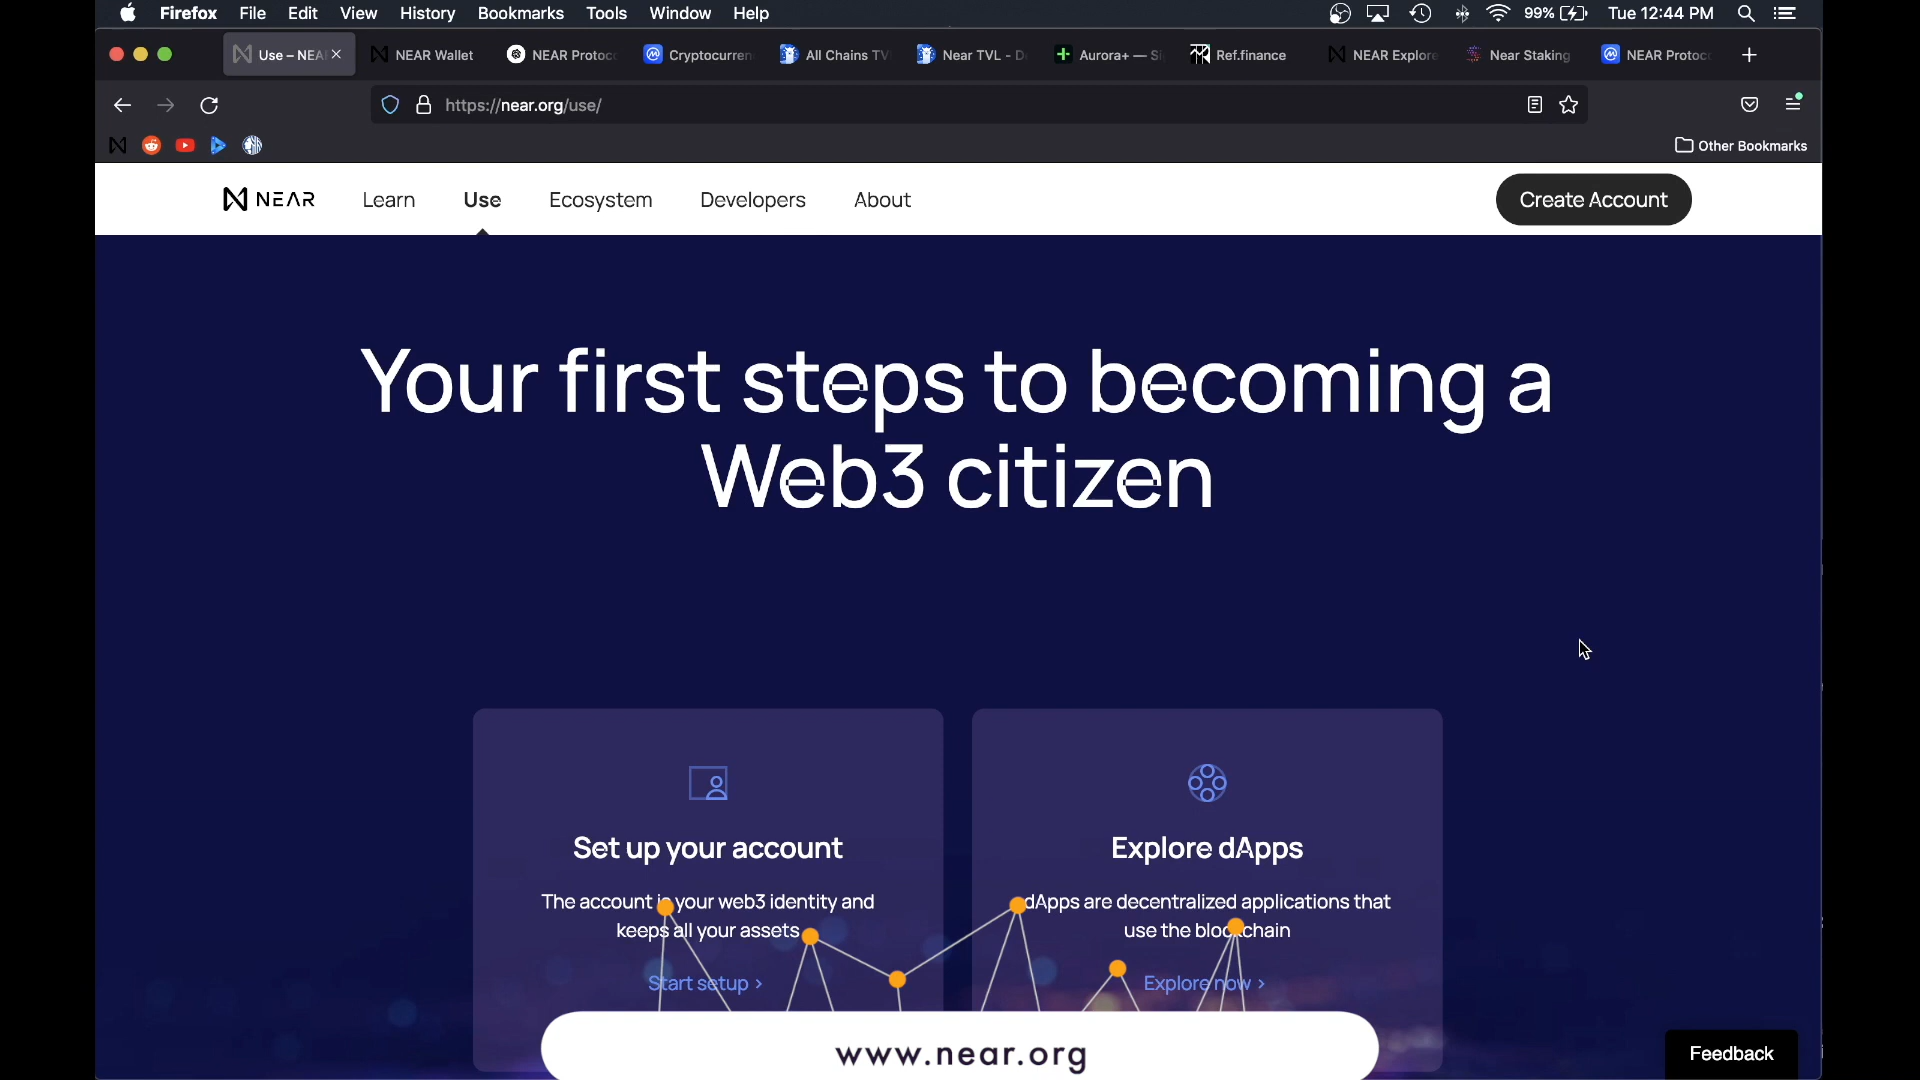 Firefox File Edit View History Bookmarks Tools Window Help 99% Tue 12:44 PM
Use – NEA NEAR Wallet NEAR Protoc Cryptocurren All Chains TV Near TVL - D Aurora+ — Si Ref.finance NEAR Explore Near Staking NEAR Protoc
https://near.org/use/
Other Bookmarks
NEAR Learn Use Ecosystem Developers About Create Account
Your first steps to becoming a
Web3 citizen
Set up your account
The account is your web3 identity and
keeps all your assets
Start setup ›
Explore dApps
dApps are decentralized applications that
use the blockchain
Explore now ›
www.near.org
Feedback